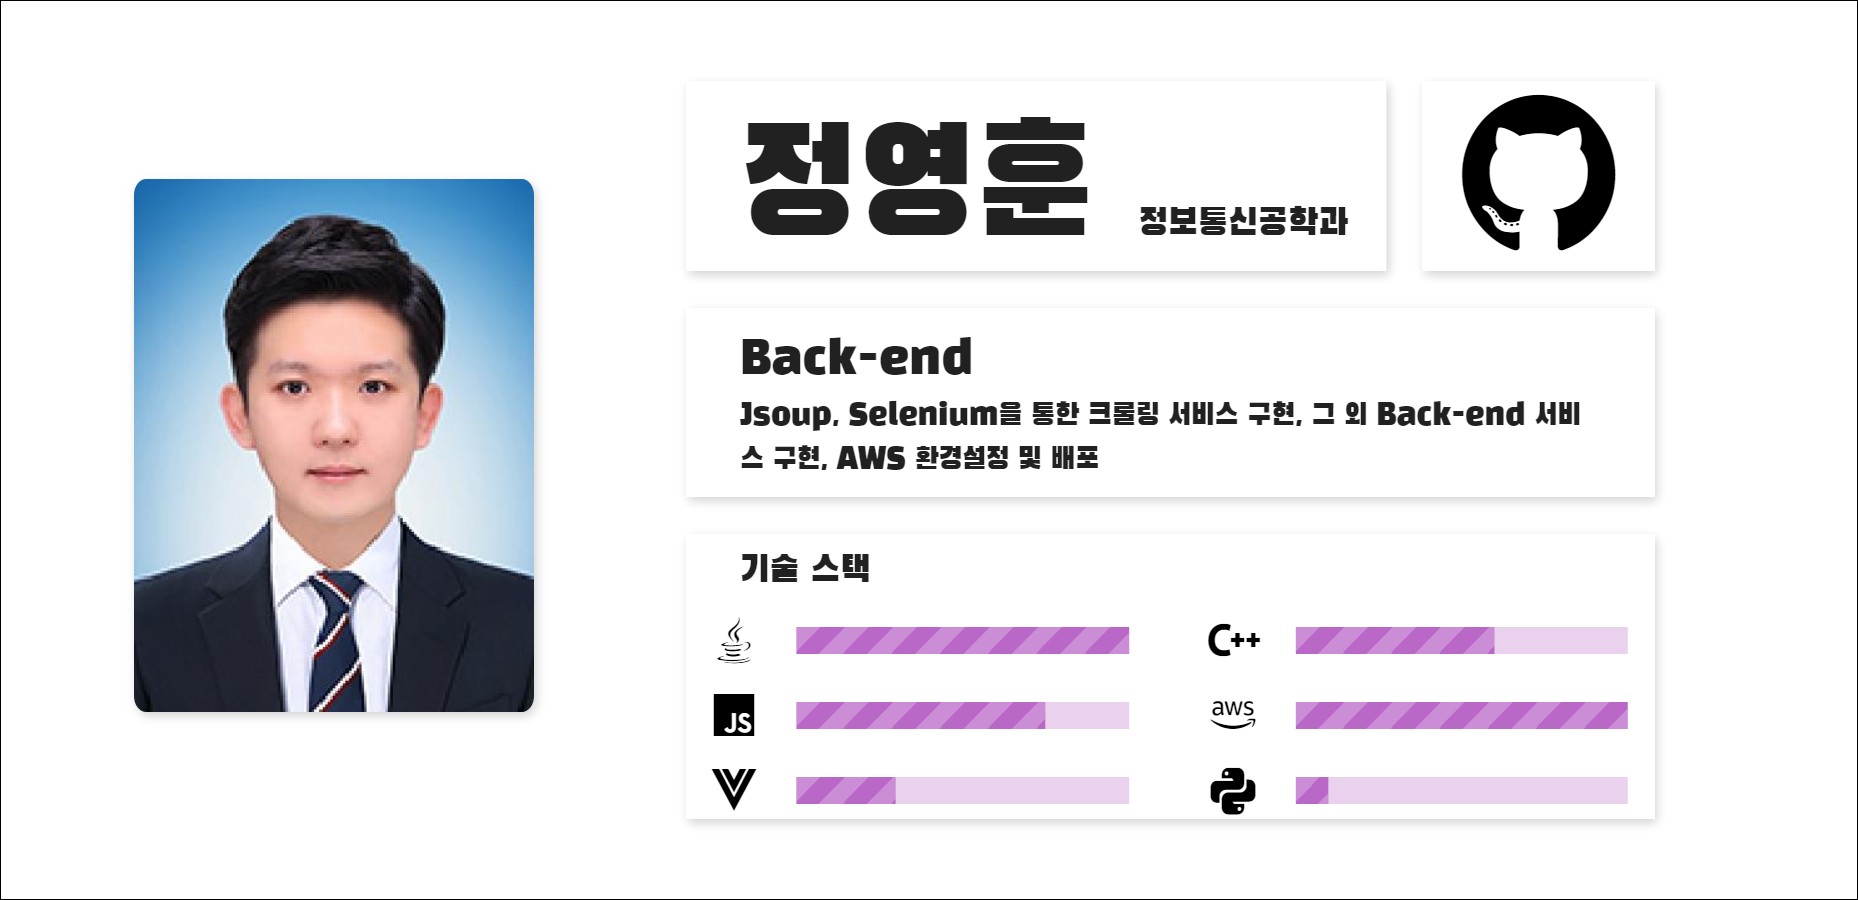 정영훈
정보통신공학과
Back-end
Jsoup, Selenium을 통한 크롤링 서비스 구현, 그 외 Back-end 서비
스 구현, AWS 환경설정 및 배포
기술 스택
C++
JS
aws